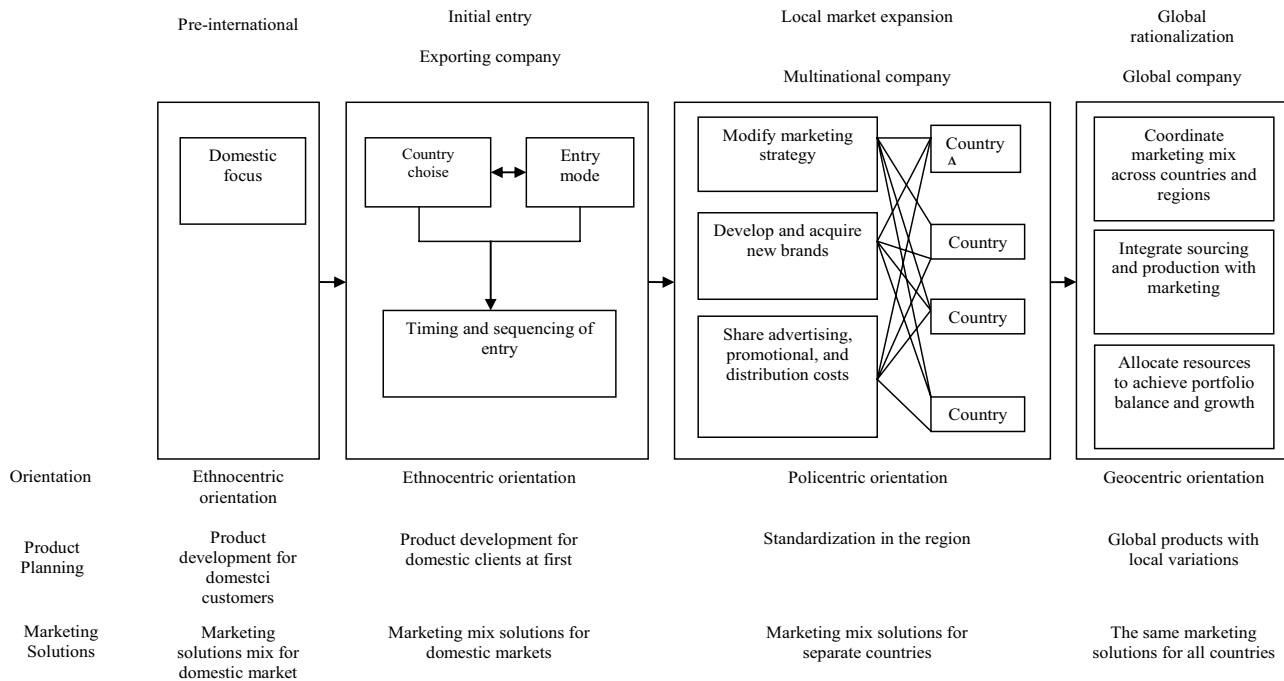 Pre-international
Initial entry
Exporting company
Local market expansion
Multinational company
Global
rationalization
Global company
Domestic
focus
Country
choise
Entry
mode
Timing and sequencing of
entry
Modify marketing
strategy
Develop and acquire
new brands
Share advertising,
promotional, and
distribution costs
Country
A
Country
Country
Country
Coordinate
marketing mix
across countries and
regions
Integrate sourcing
and production with
marketing
Allocate resources
to achieve portfolio
balance and growth
Orientation
Ethnocentric
orientation
Ethnocentric orientation
Policentric orientation
Geocentric orientation
Product
Planning
Product
development for
domestci
customers
Product development for
domestic clients at first
Standardization in the region
Global products with
local variations
Marketing
Solutions
Marketing
solutions mix for
domestic market
Marketing mix solutions for
domestic markets
Marketing mix solutions for
separate countries
The same marketing
solutions for all countries